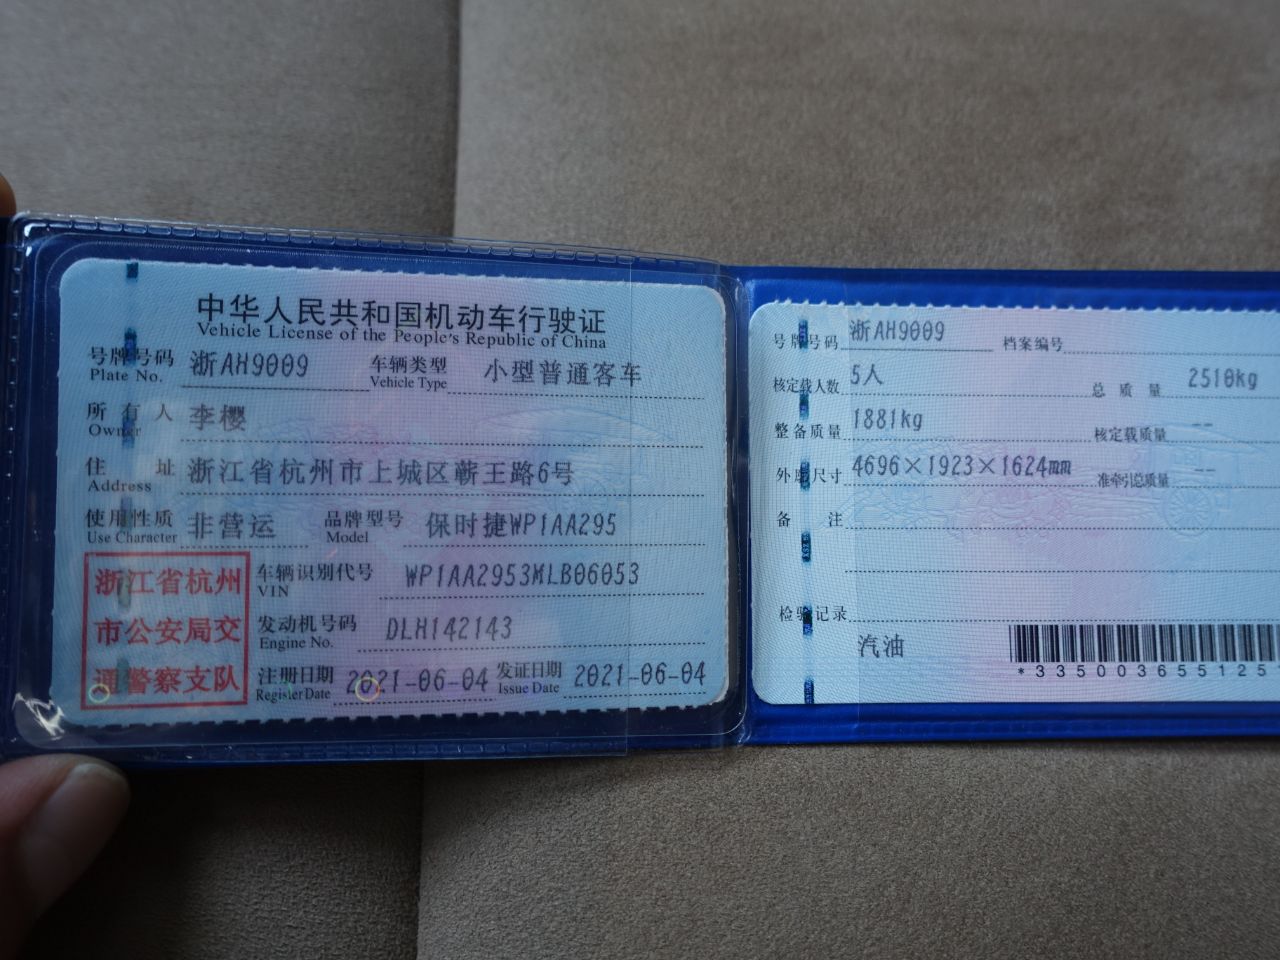 中华人民共和国机动车行驶证
Vehicle License of the People's Republic of China
号牌号码 浙AH9009 车辆类型 小型普通客车
Plate No. Vehicle Type
所有人 李樱
Owner
住址 浙江省杭州市上城区蕲王路6号
Address
使用性质 非营运 品牌型号 保时捷WP1AA295
Use Character Model
浙江省杭州
市公安局交
通警察支队
车辆识别代号 WP1AA2953MLB06053
VIN
发动机号码 DLH142143
Engine No.
注册日期 2021-06-04 发证日期 2021-06-04
Register Date Issue Date
号牌号码 浙AH9009 档案编号
核定载人数 5人 总质量 2510kg
整备质量 1881kg 核定载质量 --
外廓尺寸 4696×1923×1624mm 准牵引总质量 --
备注
检验记录
汽油
*335003655125